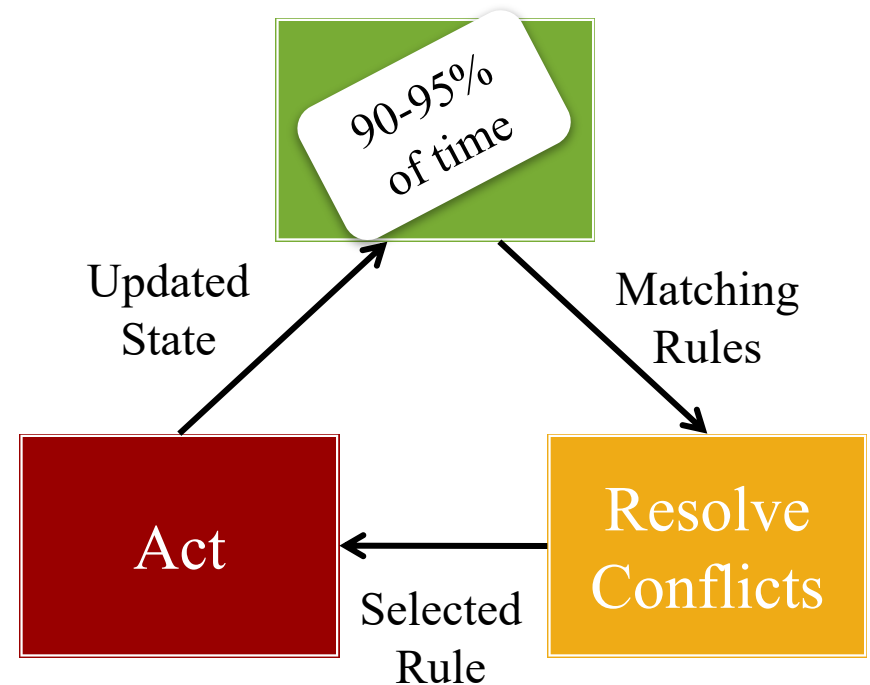 90-95%
of time
Updated
State
Matching
Rules
Act
Resolve
Conflicts
Selected
Rule